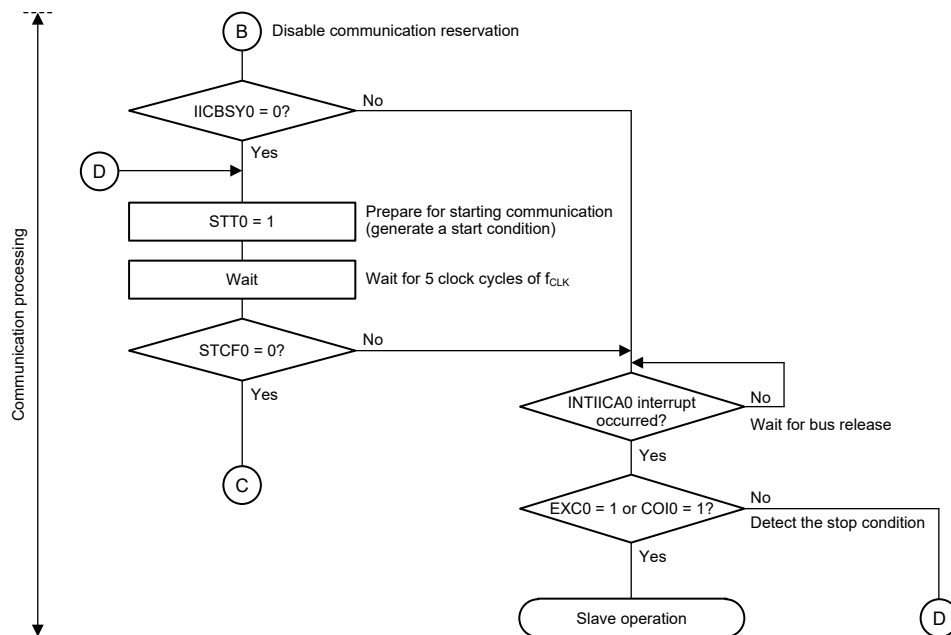 B
Disable communication reservation
IICBSY0 = 0?
No
Yes
D
STT0 = 1
Prepare for starting communication
(generate a start condition)
Wait
Wait for 5 clock cycles of fCLK
STCF0 = 0?
No
Yes
C
INTIICA0 interrupt
occurred?
No
Wait for bus release
Yes
EXC0 = 1 or COI0 = 1?
No
Detect the stop condition
Yes
Slave operation
D
Communication processing